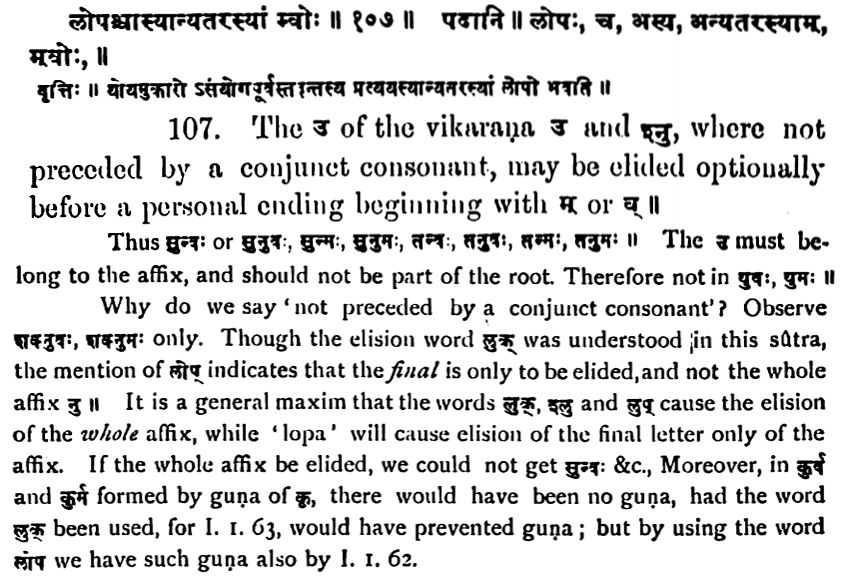 लोपश्चास्यान्यतरस्यां म्वोः ॥ १०७ ॥ पदानि ॥ लोपः, च, अस्य, अन्यतरस्याम्,
म्वोः, ॥
वृत्तिः ॥ योयमुकारो ऽसंयोगपूर्वस्तदन्तस्य प्रत्ययस्यान्यतरस्यां लोपो भवति ॥
107. The उ of the vikaraṇa उ and श्नु, where not
preceded by a conjunct consonant, may be elided optionally
before a personal ending beginning with म् or व् ॥
Thus सुन्वः or सुनुवः, सुन्मः, सुनुमः, तन्वः, तनुवः, तन्मः, तनुमः ॥ The उ must be-
long to the affix, and should not be part of the root. Therefore not in युवः, युमः ॥
Why do we say 'not preceded by a conjunct consonant'? Observe
शक्नुवः, शक्नुमः only. Though the elision word लुक् was understood in this sûtra,
the mention of लोप् indicates that the final is only to be elided, and not the whole
affix नु ॥ It is a general maxim that the words लुक्, श्लु and लुप् cause the elision
of the whole affix, while 'lopa' will cause elision of the final letter only of the
affix. If the whole affix be elided, we could not get सुन्वः &c., Moreover, in कुर्वः
and कुर्मः formed by guṇa of कृ, there would have been no guṇa, had the word
लुक् been used, for I. 1. 63, would have prevented guṇa; but by using the word
लोप we have such guṇa also by I. 1. 62.